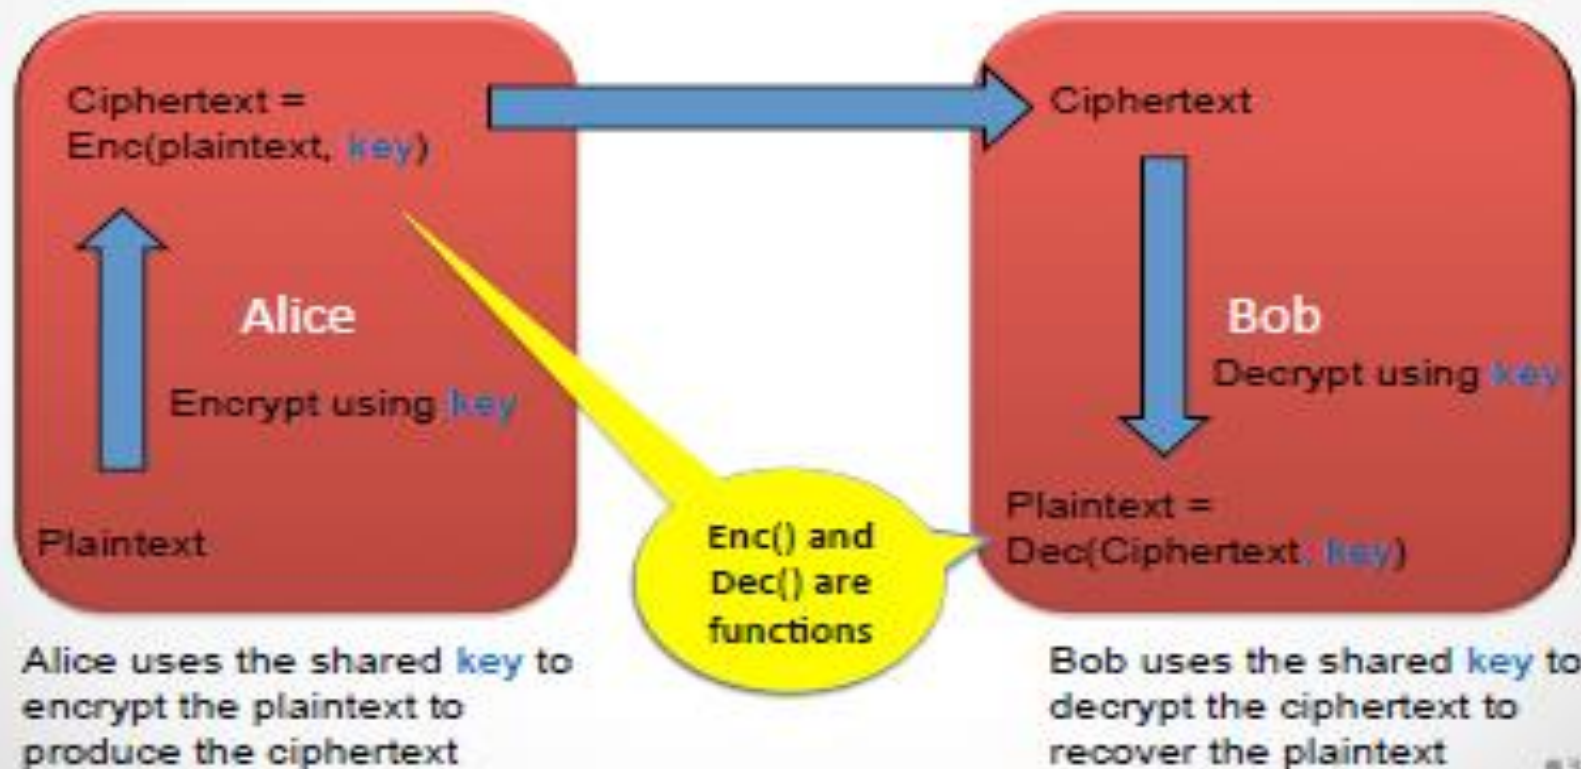 Ciphertext =
Enc(plaintext, key)
Alice
Encrypt using key
Plaintext
Ciphertext
Bob
Decrypt using key
Plaintext =
Dec(Ciphertext, key)
Enc() and
Dec() are
functions
Alice uses the shared key to
encrypt the plaintext to
produce the ciphertext
Bob uses the shared key to
decrypt the ciphertext to
recover the plaintext